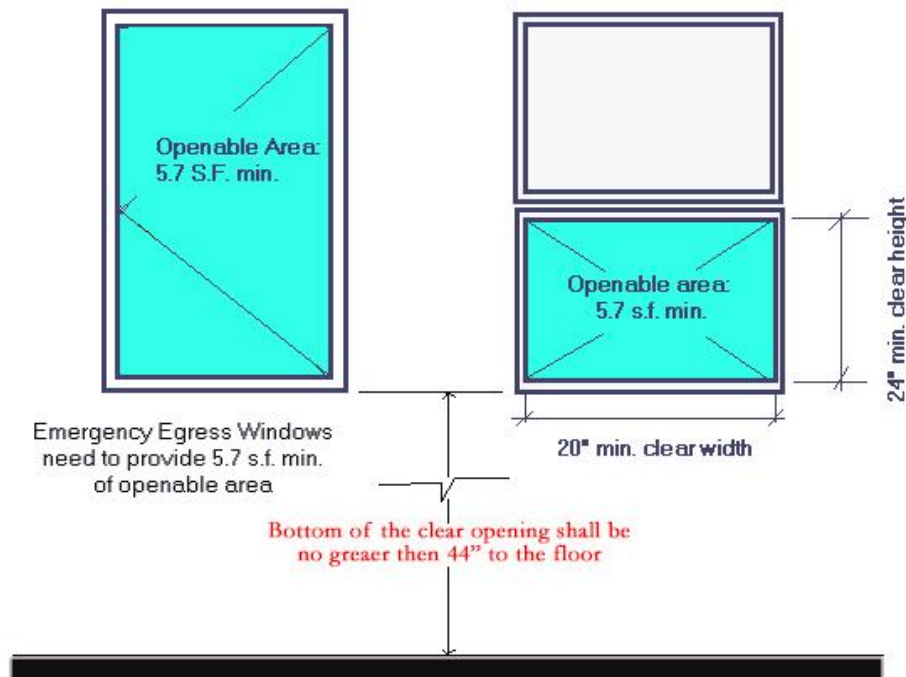 Openable Area:
5.7 S.F. min.
Openable area:
5.7 s.f. min.
24" min. clear height
20" min. clear width
Emergency Egress Windows
need to provide 5.7 s.f. min.
of openable area
Bottom of the clear opening shall be
no greaer then 44” to the floor